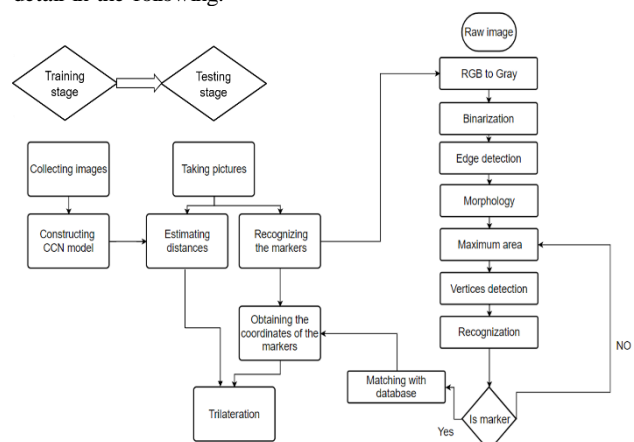 detail in the following.
Raw image
Training
stage
Testing
stage
RGB to Gray
Binarization
Collecting images
Taking pictures
Edge detection
Morphology
Constructing
CCN model
Estimating
distances
Recognizing
the markers
Maximum area
Vertices detection
Obtaining the
coordinates of the
markers
Recognization
NO
Matching with
database
Trilateration
Is marker
Yes